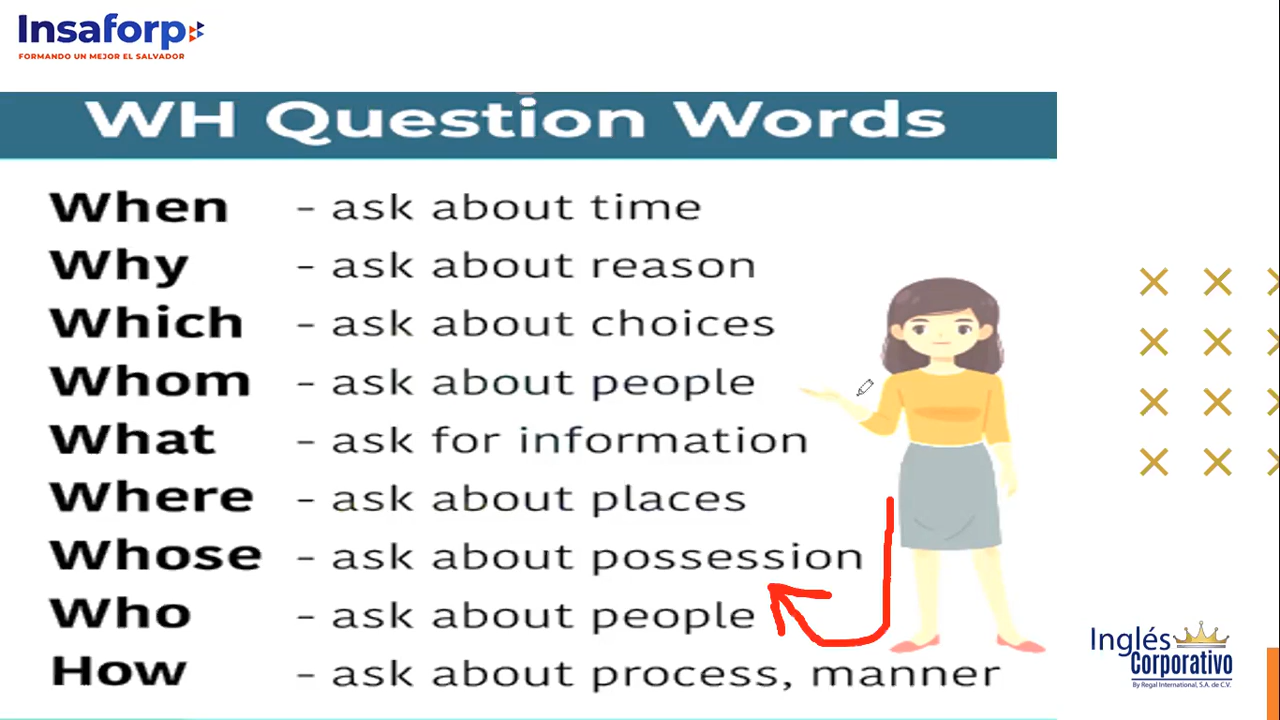 Insaforp
FORMANDO UN MEJOR EL SALVADOR
WH Question Words
When - ask about time
Why - ask about reason
Which - ask about choices
Whom - ask about people
What - ask for information
Where - ask about places
Whose - ask about possession
Who - ask about people
How - ask about process, manner
Inglés
Corporativo
By Regal International, S.A. de C.V.